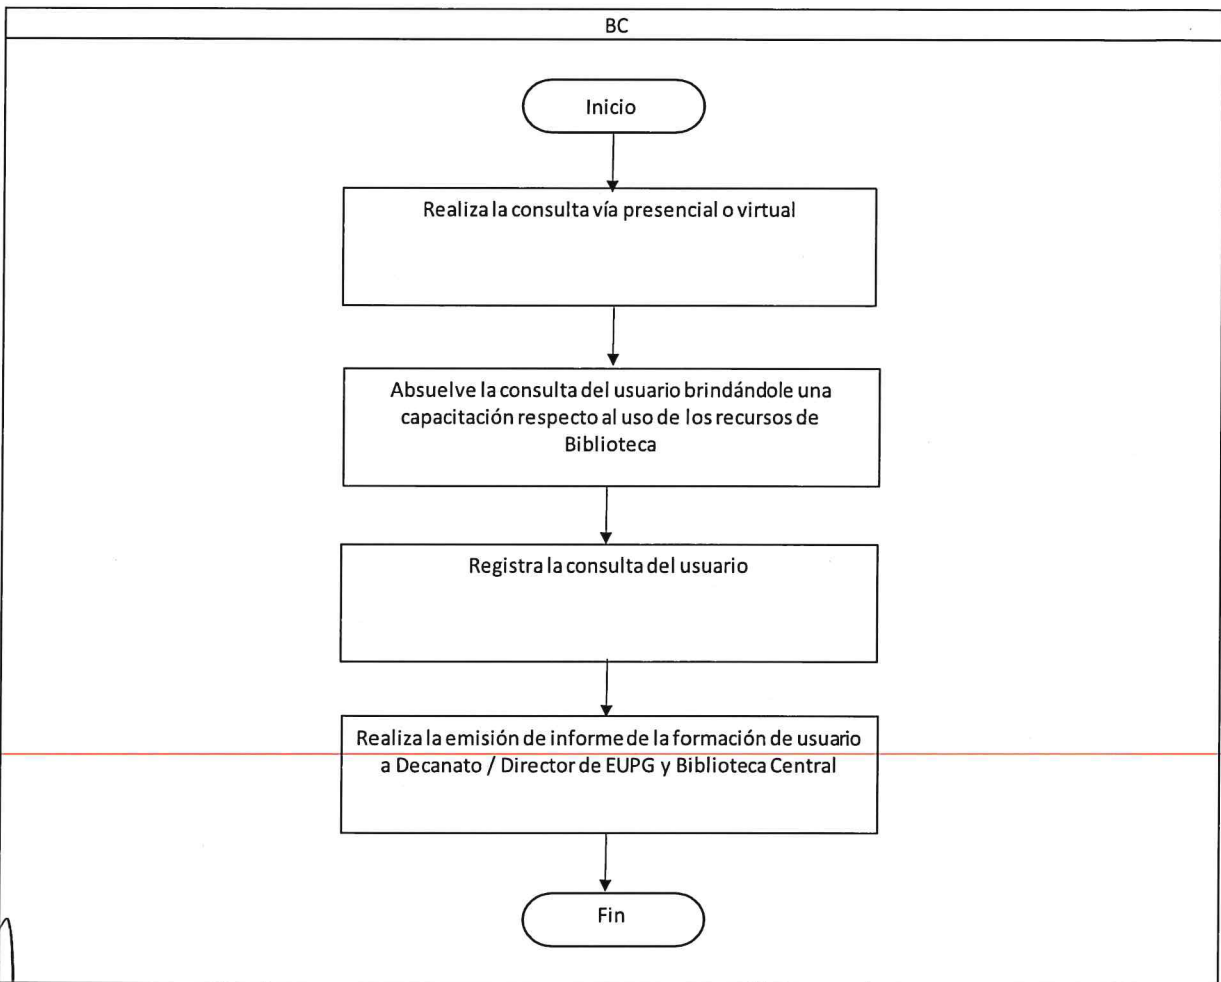 BC
Inicio
Realiza la consulta vía presencial o virtual
Absuelve la consulta del usuario brindándole una
capacitación respecto al uso de los recursos de
Biblioteca
Registra la consulta del usuario
Realiza la emisión de informe de la formación de usuario
a Decanato / Director de EUPG y Biblioteca Central
Fin